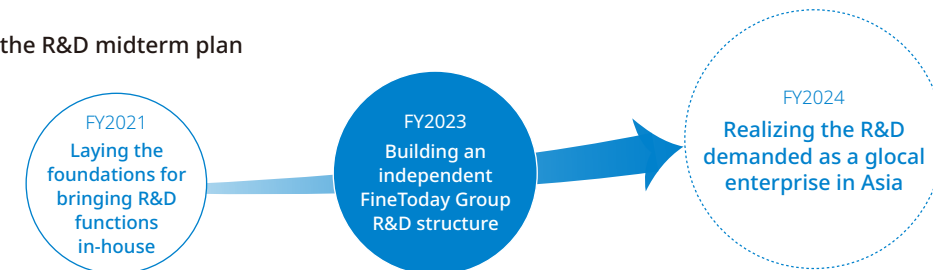 the R&D midterm plan
FY2021
Laying the
foundations for
bringing R&D
functions
in-house
FY2023
Building an
independent
FineToday Group
R&D structure
FY2024
Realizing the R&D
demanded as a glocal
enterprise in Asia